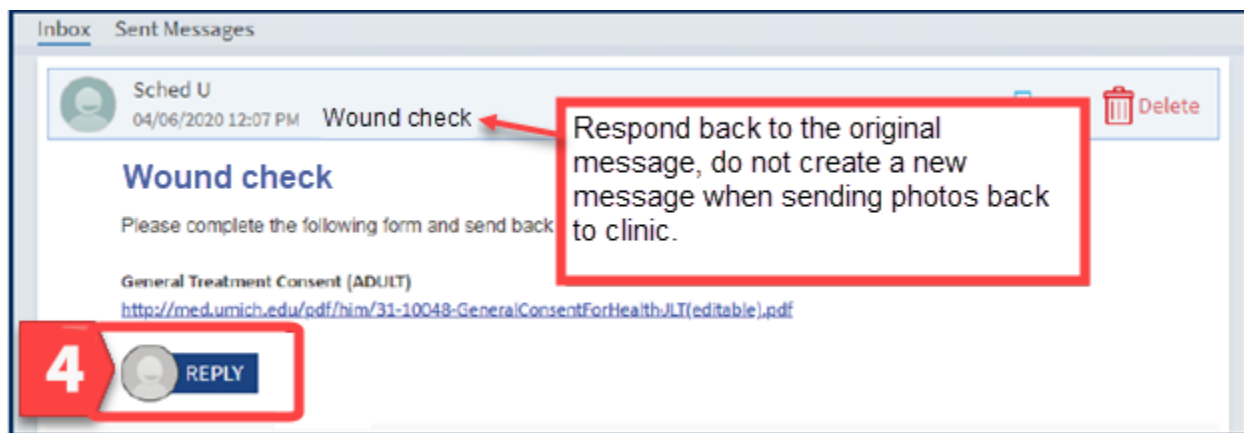 Inbox Sent Messages
Sched U
04/06/2020 12:07 PM Wound check
Delete
Respond back to the original
message, do not create a new
message when sending photos back
to clinic.
Wound check
Please complete the following form and send back
General Treatment Consent (ADULT)
http://med.umich.edu/pdf/him/31-10048-GeneralConsentForHealthJLT(editable).pdf
4
REPLY